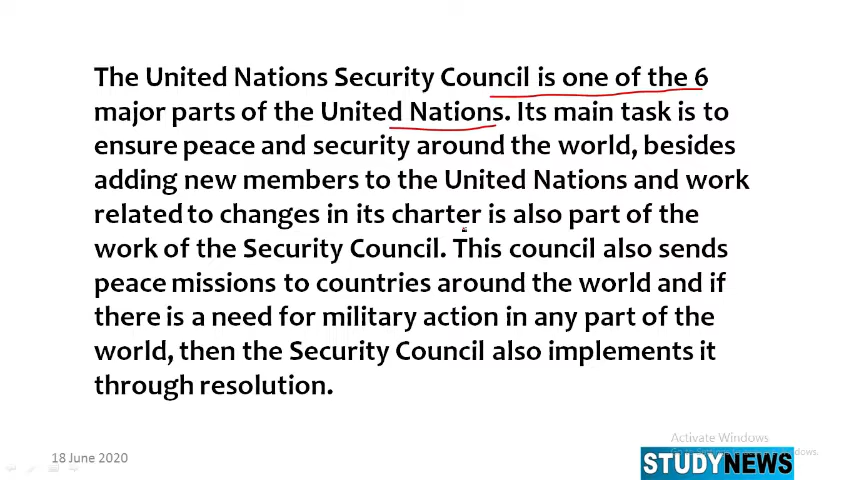 The United Nations Security Council is one of the 6
major parts of the United Nations. Its main task is to
ensure peace and security around the world, besides
adding new members to the United Nations and work
related to changes in its charter is also part of the
work of the Security Council. This council also sends
peace missions to countries around the world and if
there is a need for military action in any part of the
world, then the Security Council also implements it
through resolution.
Activate Windows
18 June 2020
STUDYNEWS